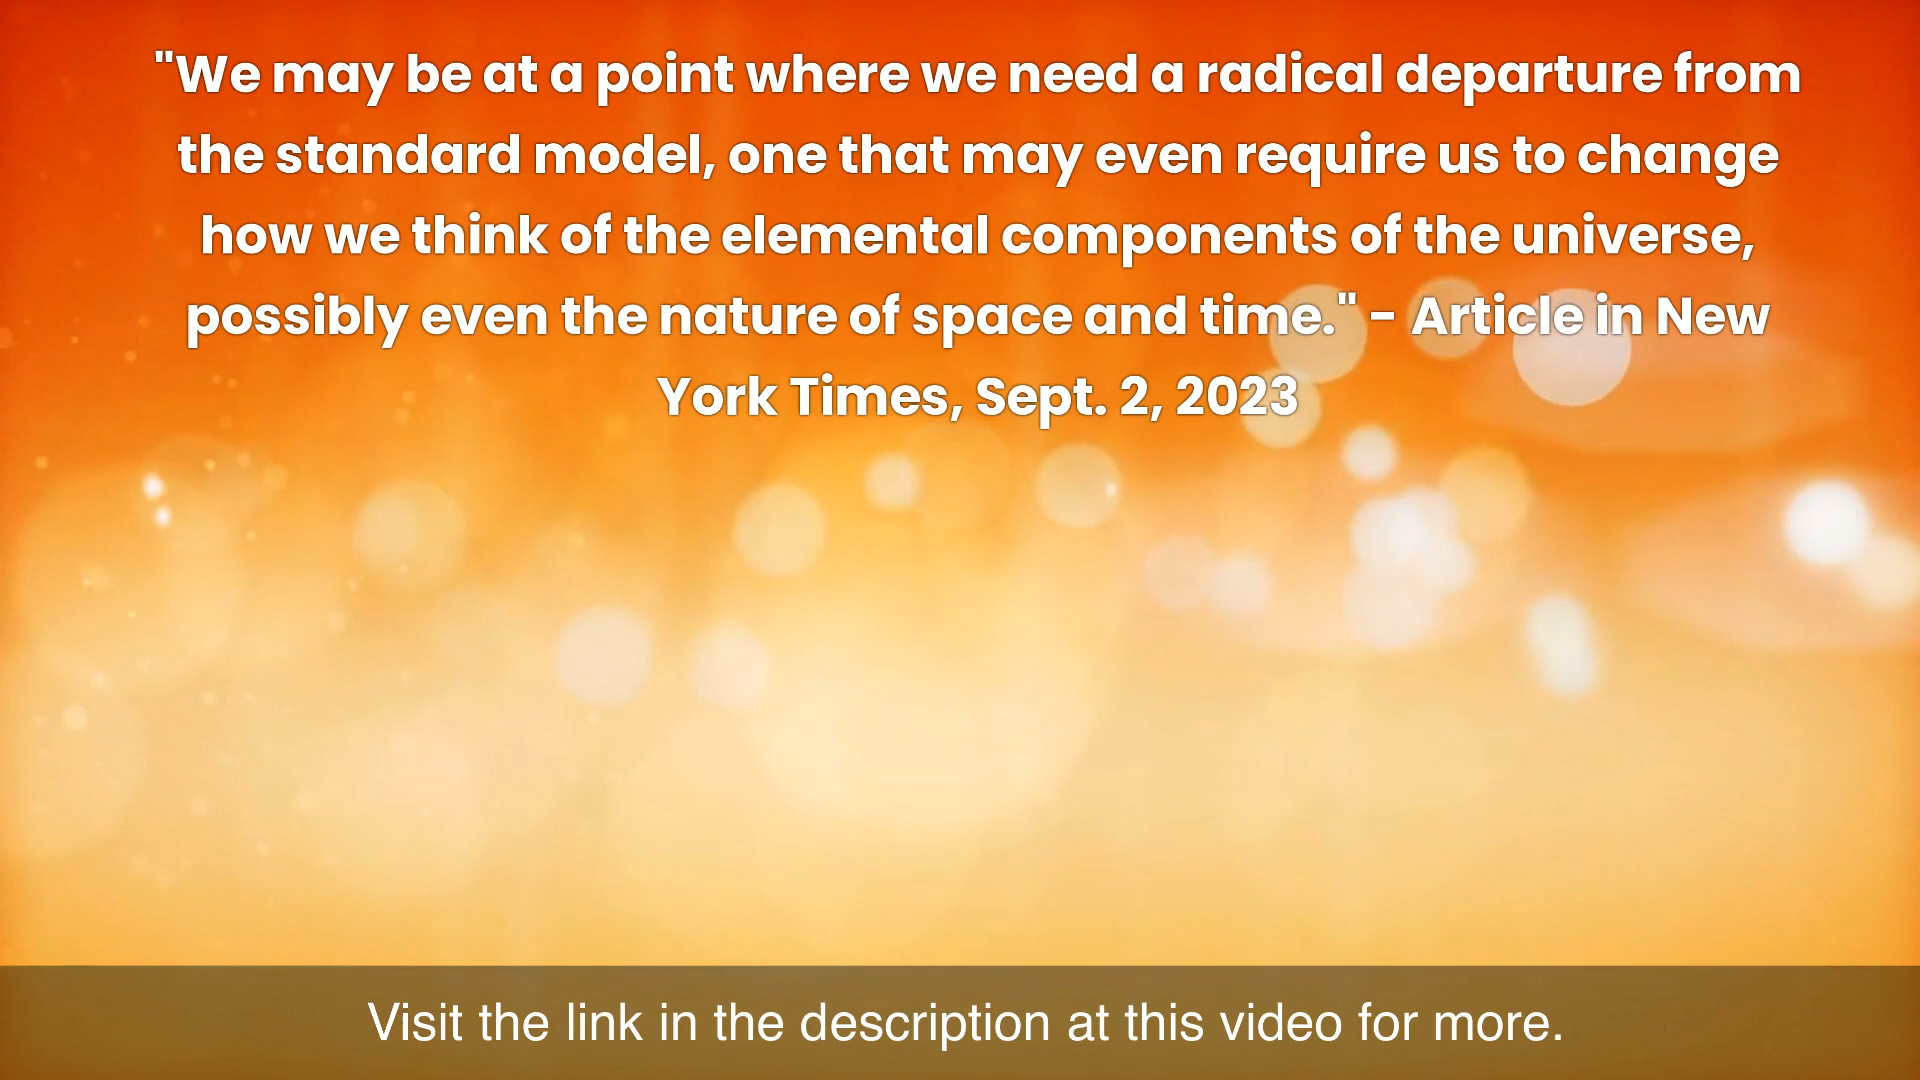 "We may be at a point where we need a radical departure from
the standard model, one that may even require us to change
how we think of the elemental components of the universe,
possibly even the nature of space and time." - Article in New
York Times, Sept. 2, 2023
Visit the link in the description at this video for more.